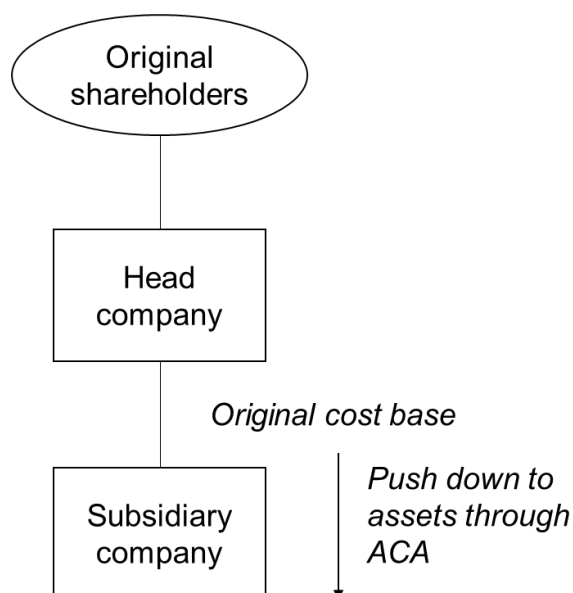 Original
shareholders
Head
company
Original cost base
Push down to
assets through
ACA
Subsidiary
company